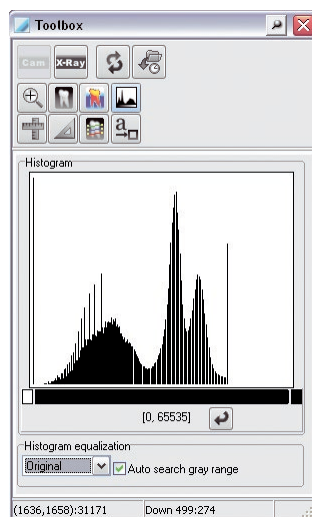 Toolbox
Cam X-Ray
a
Histogram
[0, 65535]
Histogram equalization
Original Auto search gray range
(1636,1658):31171 Down 499:274